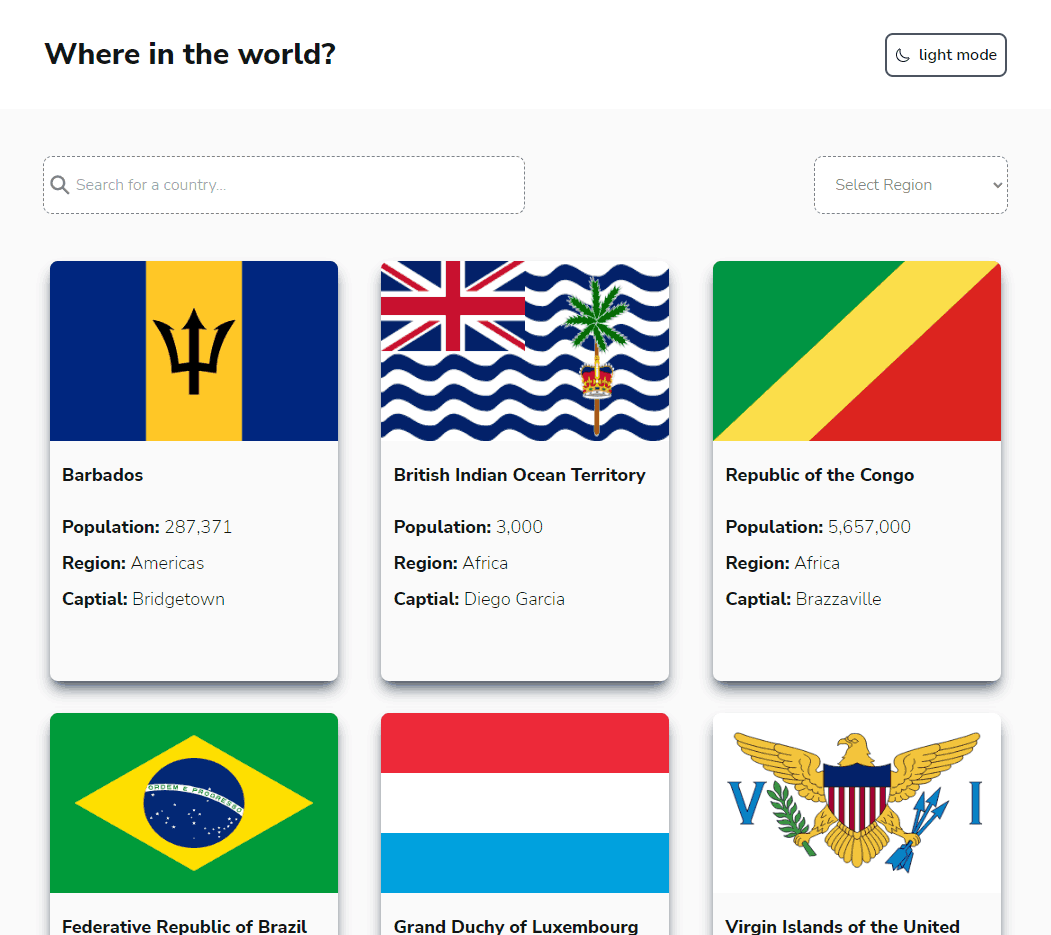 Where in the world?
light mode
Search for a country...
Select Region
Barbados
Population: 287,371
Region: Americas
Captial: Bridgetown
British Indian Ocean Territory
Population: 3,000
Region: Africa
Captial: Diego Garcia
Republic of the Congo
Population: 5,657,000
Region: Africa
Captial: Brazzaville
ORDEM E PROGRESSO
V I
Federative Republic of Brazil
Grand Duchy of Luxembourg
Virgin Islands of the United